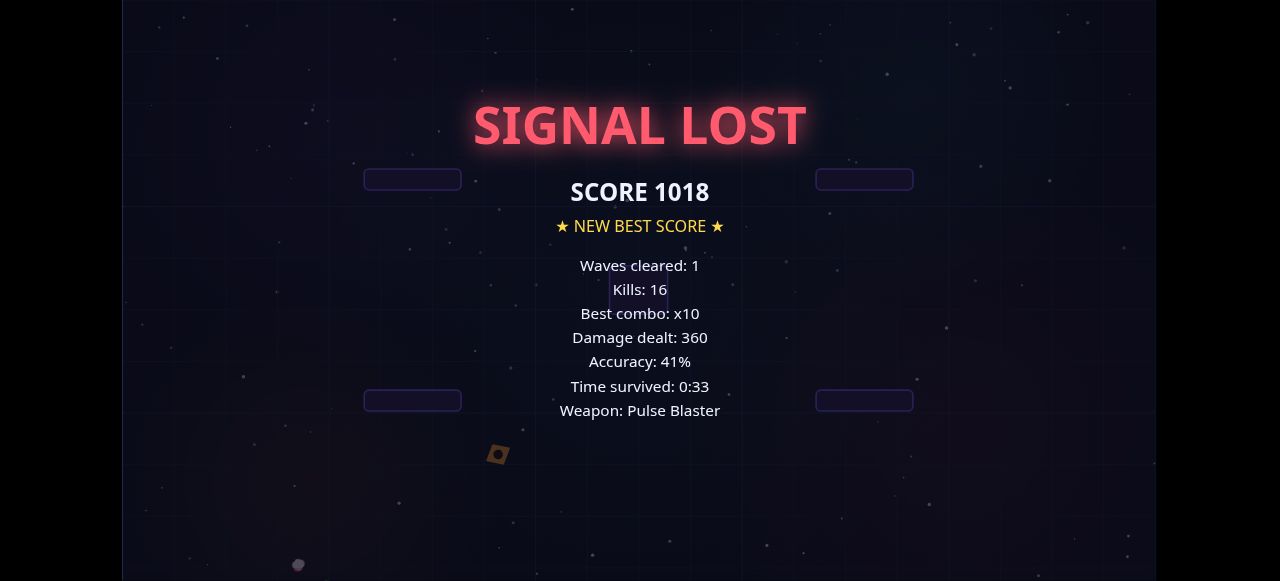 SIGNAL LOST
SCORE 1018
★ NEW BEST SCORE ★
Waves cleared: 1
Kills: 16
Best combo: x10
Damage dealt: 360
Accuracy: 41%
Time survived: 0:33
Weapon: Pulse Blaster